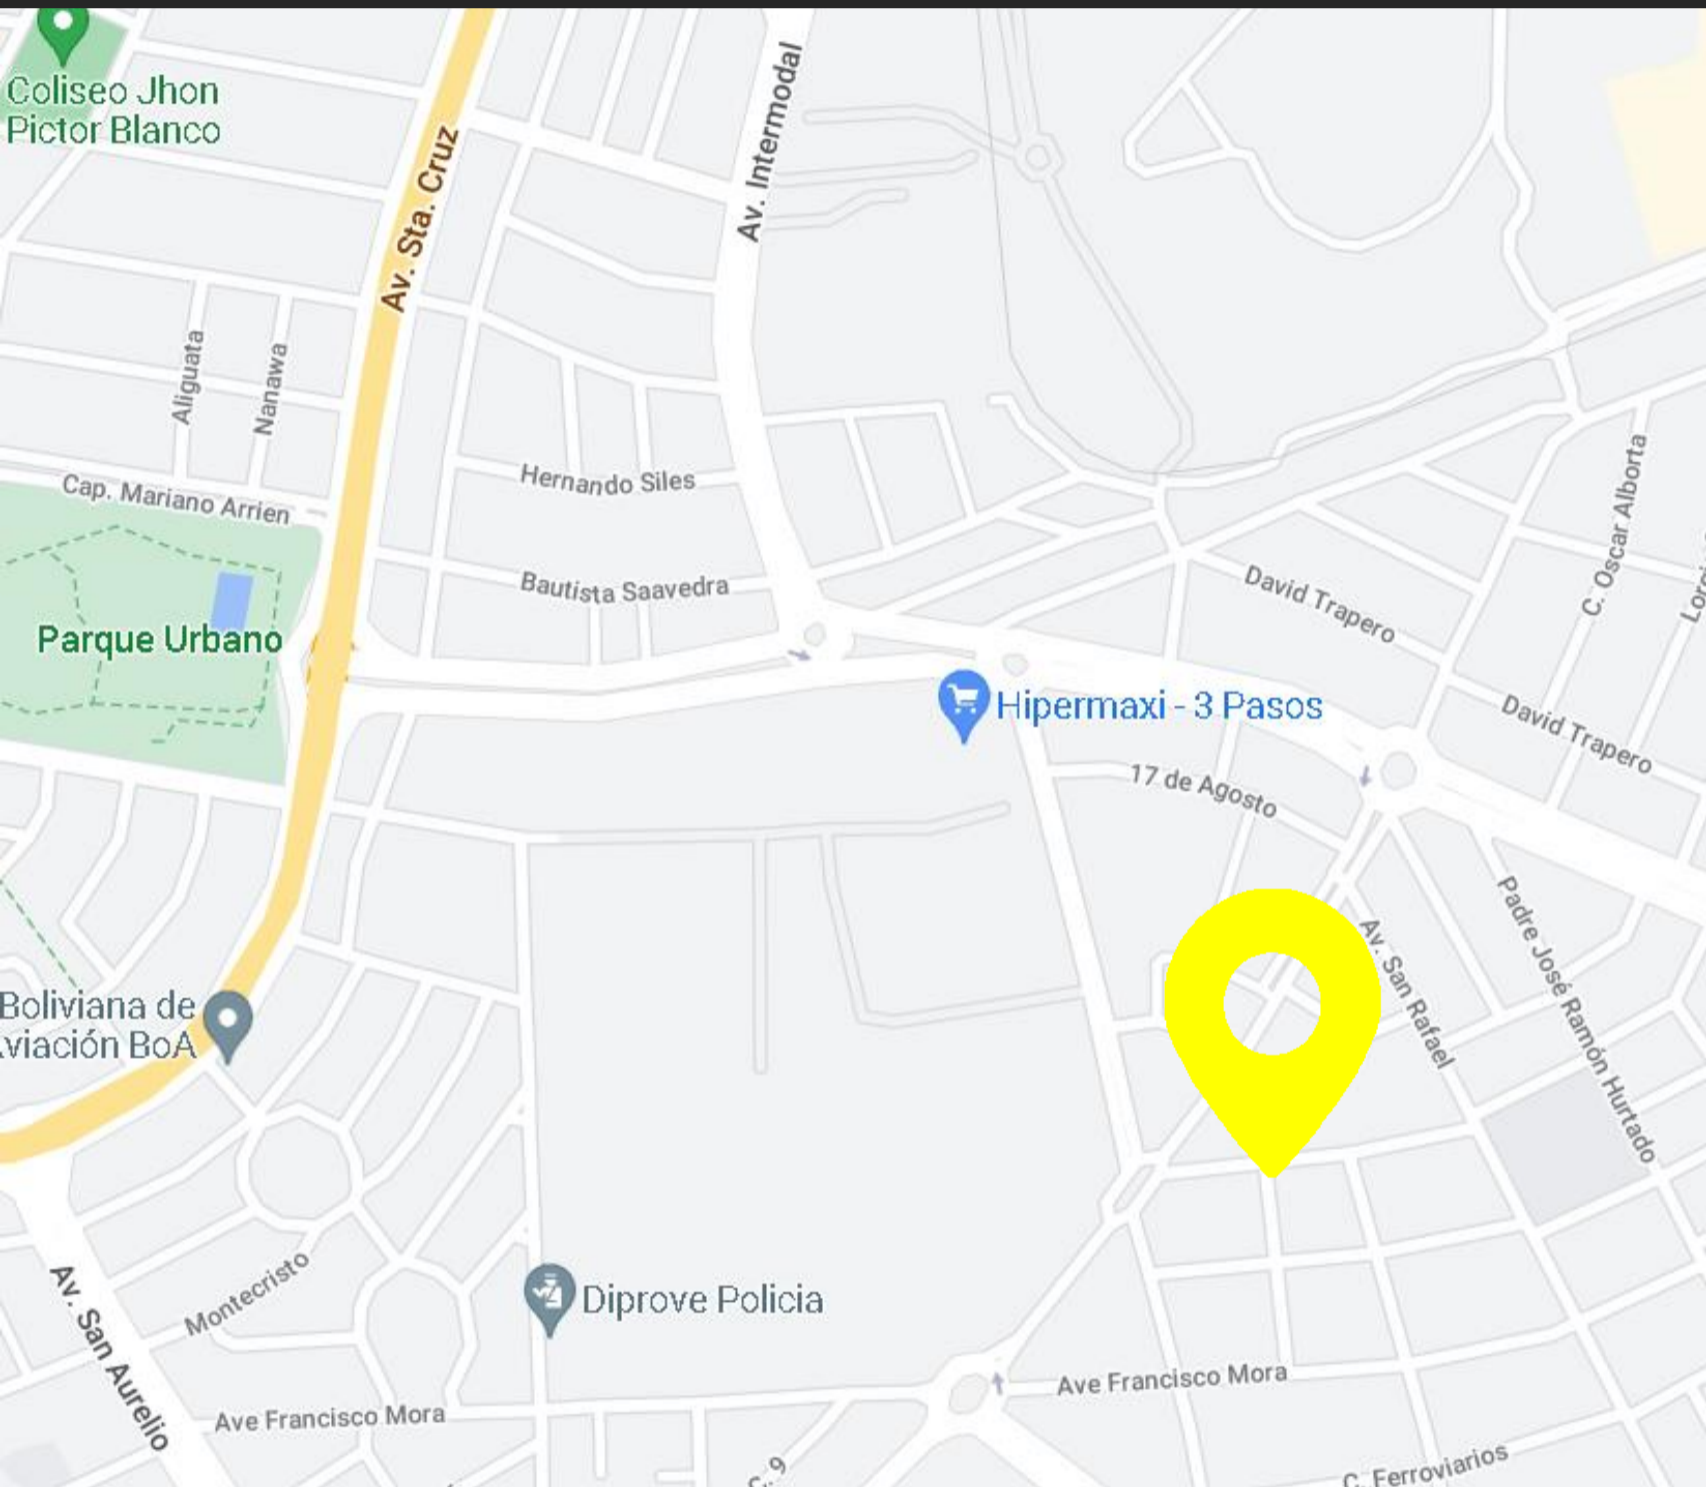 Coliseo Jhon
Pictor Blanco
Av. Sta. Cruz
Av. Intermodal
Aliguata
Nanawa
Cap. Mariano Arrien
Hernando Siles
Bautista Saavedra
Parque Urbano
David Trapero
C. Oscar Alborta
David Trapero
Hipermaxi - 3 Pasos
17 de Agosto
Av. San Rafael
Padre José Ramón Hurtado
Boliviana de
viación BoA
Montecristo
Av. San Aurelio
Diprove Policia
Ave Francisco Mora
Ave Francisco Mora
C. 9
C. Ferroviarios